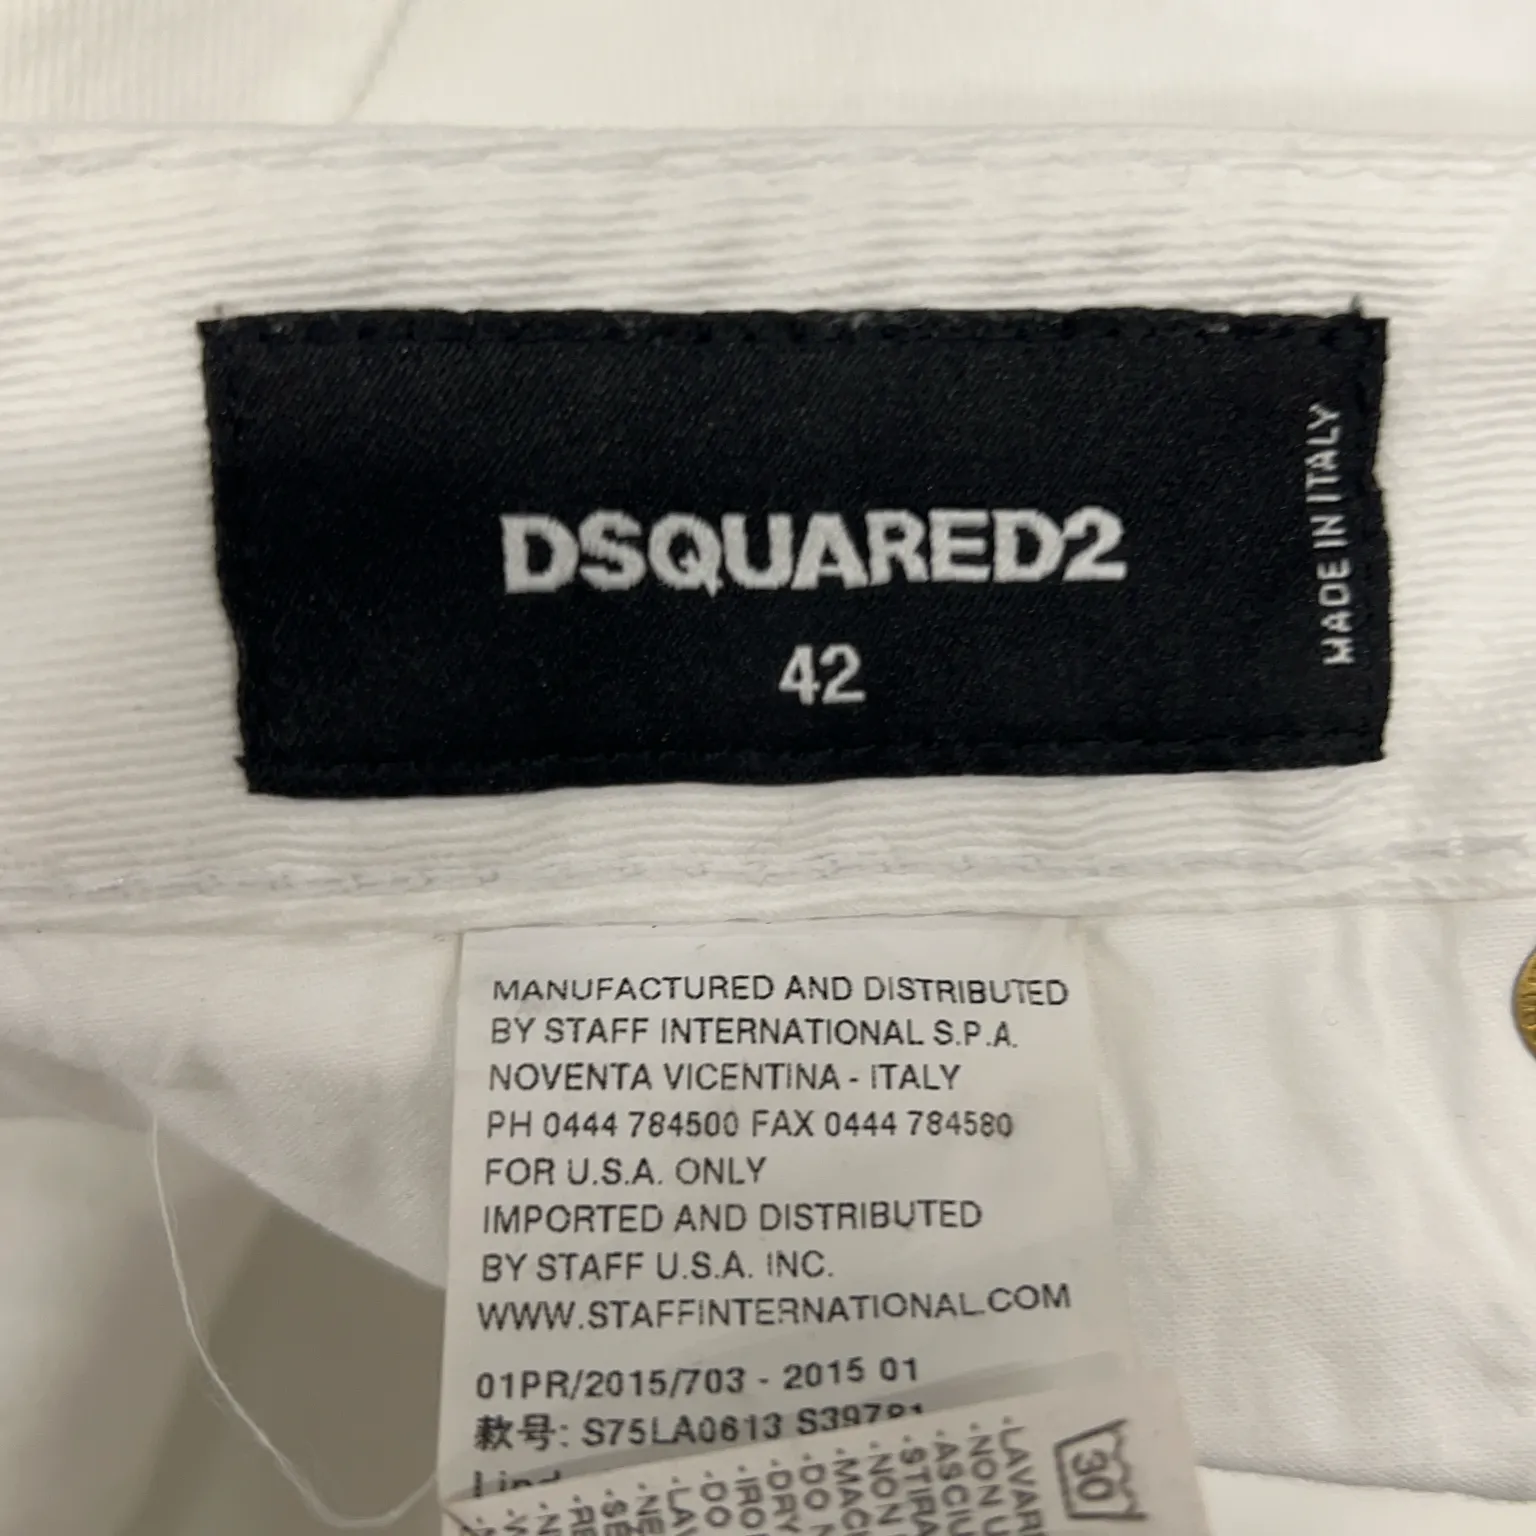 DSQUARED2
42
MADE IN ITALY
MANUFACTURED AND DISTRIBUTED
BY STAFF INTERNATIONAL S.P.A.
NOVENTA VICENTINA - ITALY
PH 0444 784500 FAX 0444 784580
FOR U.S.A. ONLY
IMPORTED AND DISTRIBUTED
BY STAFF U.S.A. INC.
WWW.STAFFINTERNATIONAL.COM
01PR/2015/703 - 2015 01
款号: S75LA0613 S39781
30